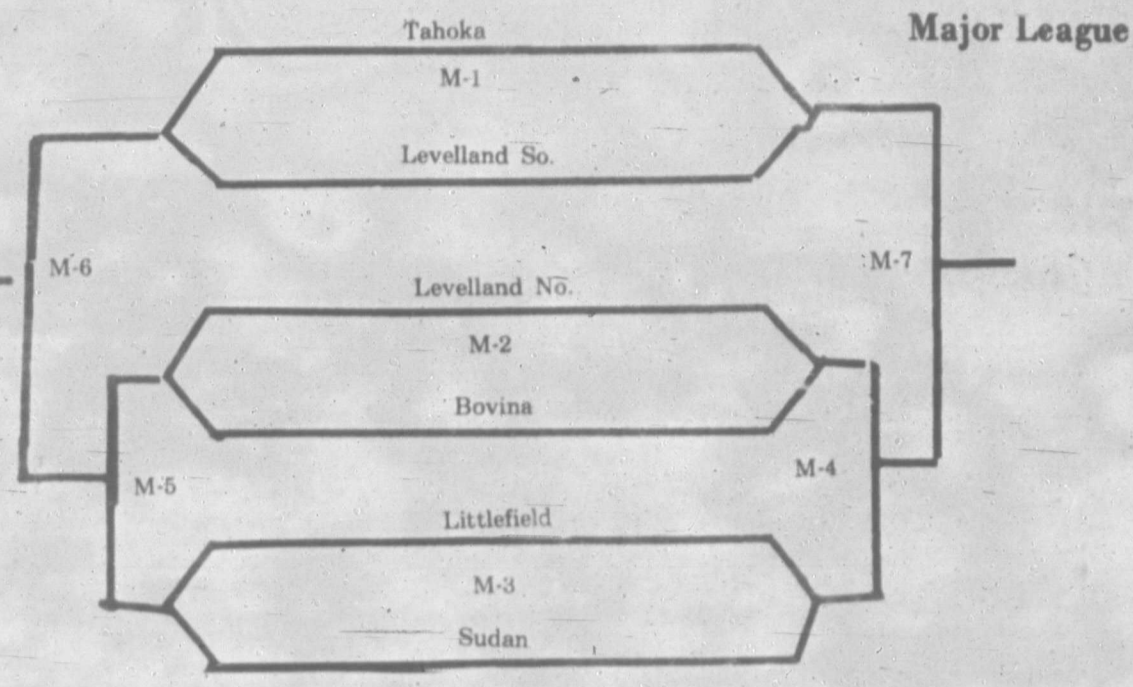 Major League
Tahoka
M-1
Levelland So.
M-6
M-7
Levelland No.
M-2
Bovina
M-4
M-5
Littlefield
M-3
Sudan